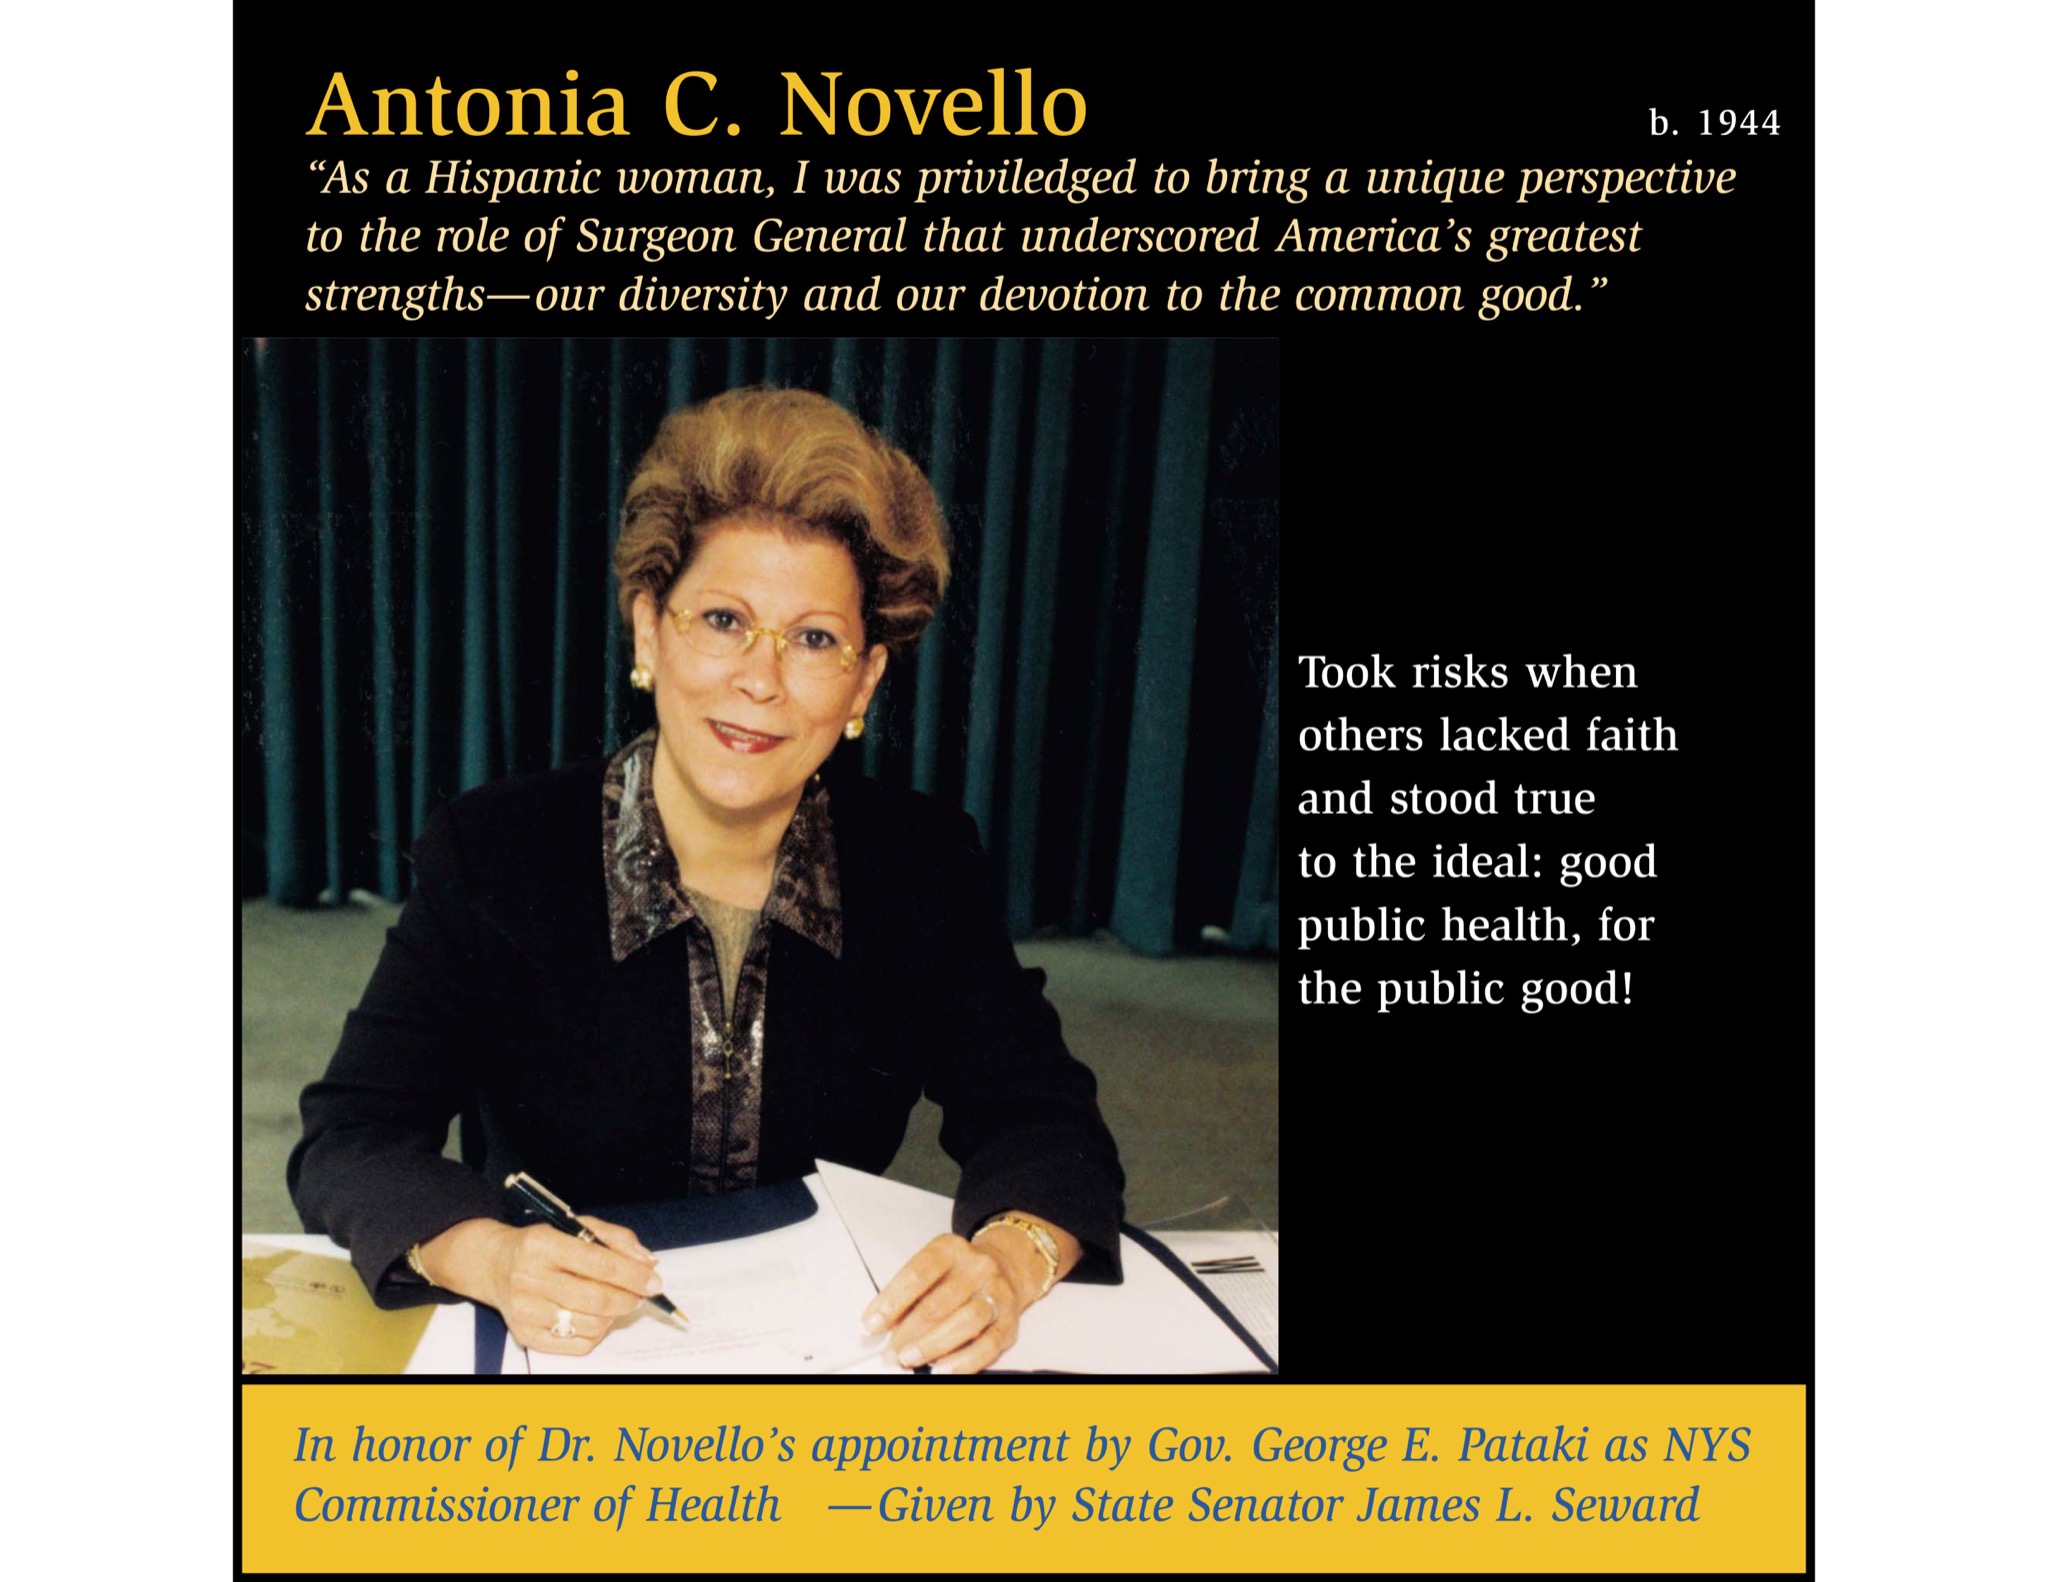 Antonia C. Novello
b. 1944
“As a Hispanic woman, I was priviledged to bring a unique perspective
to the role of Surgeon General that underscored America’s greatest
strengths—our diversity and our devotion to the common good.”
Took risks when
others lacked faith
and stood true
to the ideal: good
public health, for
the public good!
In honor of Dr. Novello’s appointment by Gov. George E. Pataki as NYS
Commissioner of Health —Given by State Senator James L. Seward